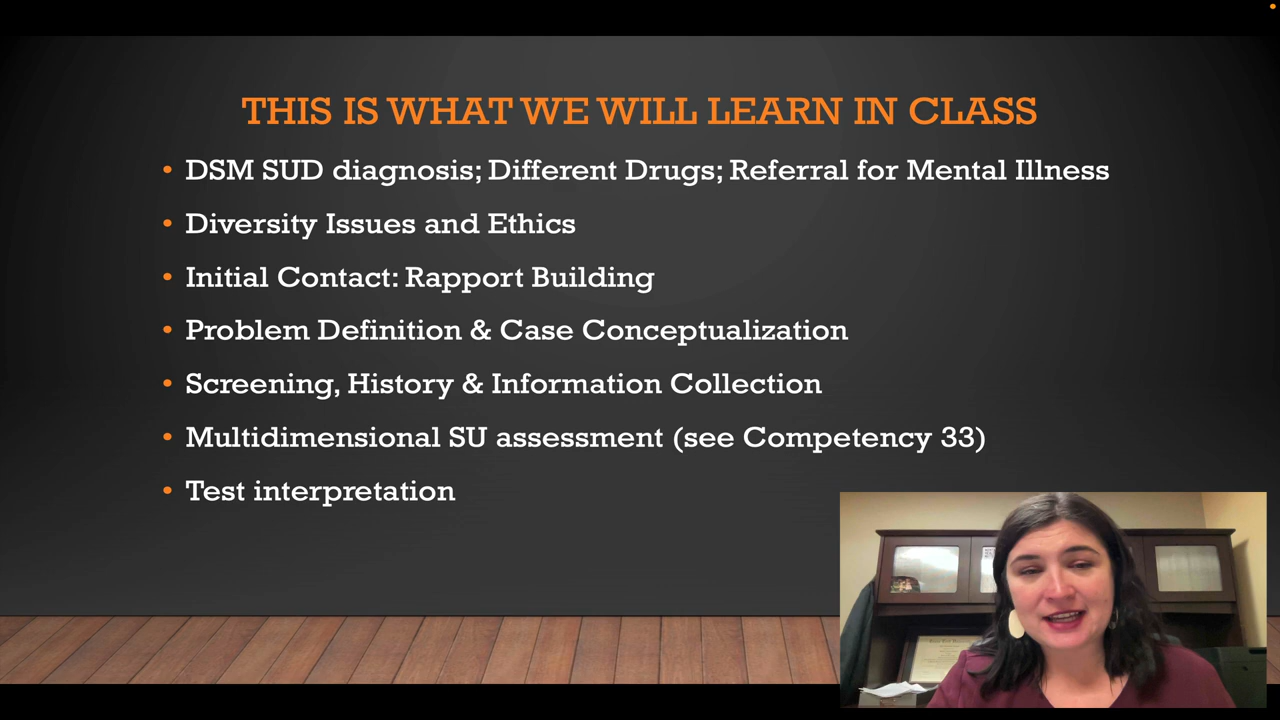 THIS IS WHAT WE WILL LEARN IN CLASS
• DSM SUD diagnosis; Different Drugs; Referral for Mental Illness
• Diversity Issues and Ethics
• Initial Contact: Rapport Building
• Problem Definition & Case Conceptualization
• Screening, History & Information Collection
• Multidimensional SU assessment (see Competency 33)
• Test interpretation